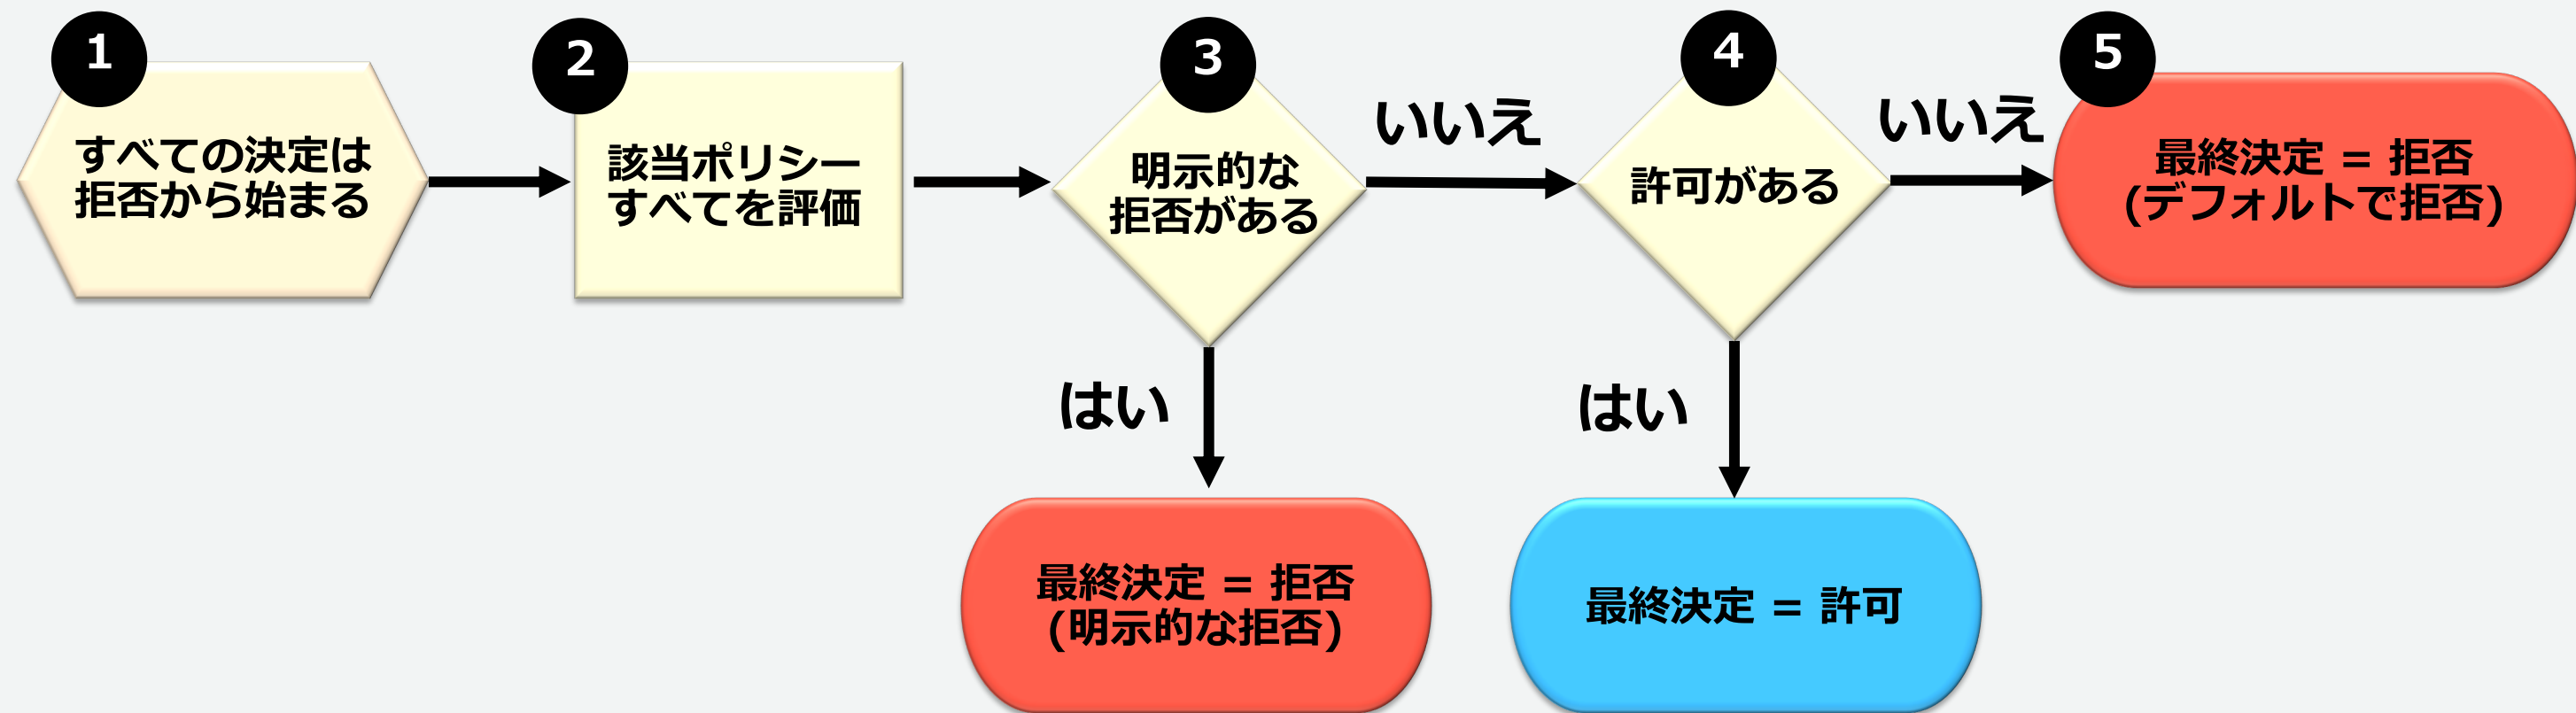 1
すべての決定は
拒否から始まる
2
該当ポリシー
すべてを評価
3
明示的な
拒否がある
いいえ
4
許可がある
いいえ
5
最終決定 = 拒否
(デフォルトで拒否)
はい
はい
最終決定 = 拒否
(明示的な拒否)
最終決定 = 許可